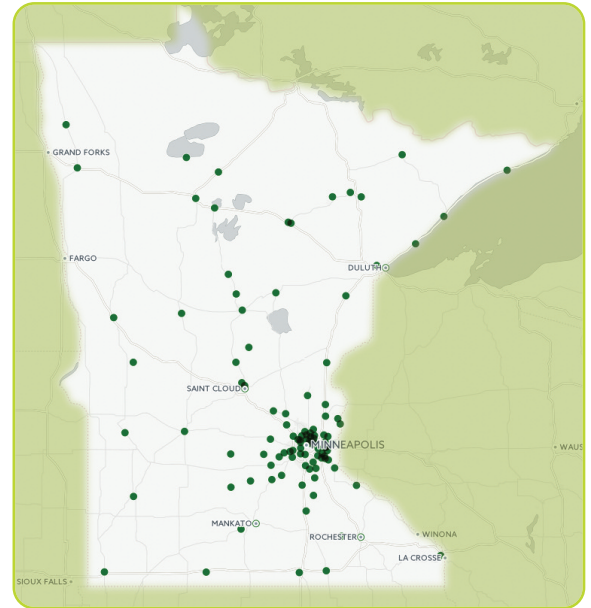 GRAND FORKS
FARGO
DULUTH
SAINT CLOUD
MINNEAPOLIS
WAUS
MANKATO
ROCHESTER
WINONA
LA CROSSE
SIOUX FALLS